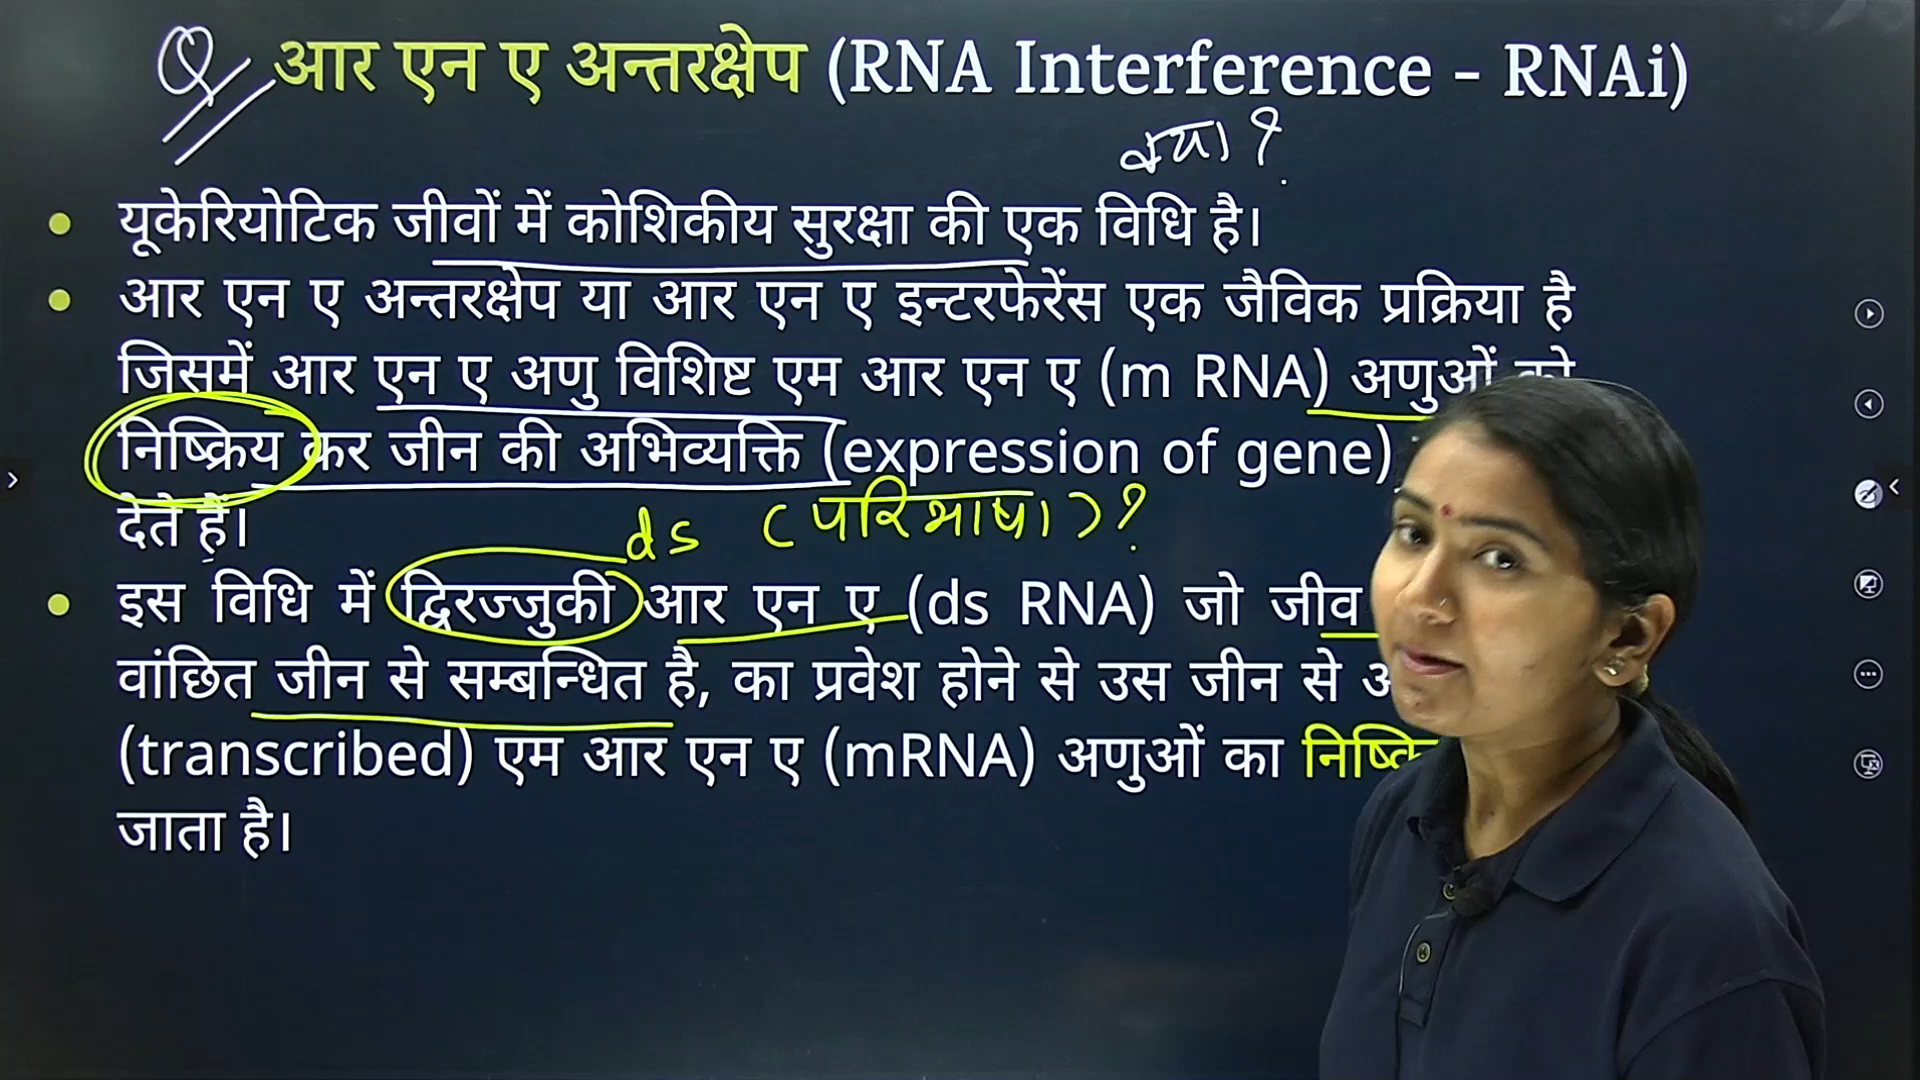 Q आर एन ए अन्तरक्षेप (RNA Interference - RNAi)
क्या ?
• यूकेरियोटिक जीवों में कोशिकीय सुरक्षा की एक विधि है।
• आर एन ए अन्तरक्षेप या आर एन ए इन्टरफेरेंस एक जैविक प्रक्रिया है
जिसमें आर एन ए अणु विशिष्ट एम आर एन ए (m RNA) अणुओं को
निष्क्रिय कर जीन की अभिव्यक्ति (expression of gene)
देते हैं।
ds (परिभाषा) ?
• इस विधि में द्विरज्जुकी आर एन ए (ds RNA) जो जीव
वांछित जीन से सम्बन्धित है, का प्रवेश होने से उस जीन से
(transcribed) एम आर एन ए (mRNA) अणुओं का
जाता है।